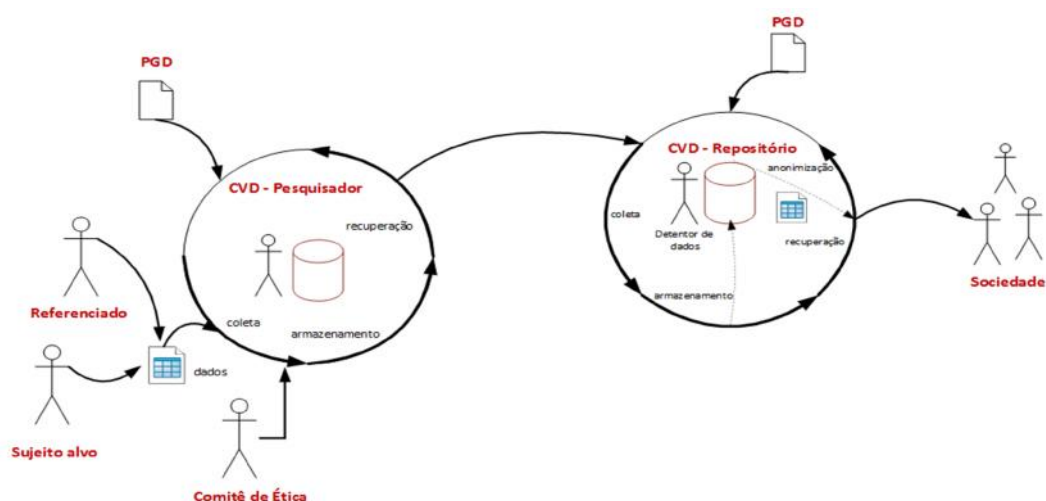 PGD
PGD
CVD - Pesquisador
recuperação
coleta
armazenamento
CVD - Repositório
anonimização
coleta
Detentor de
dados
recuperação
armazenamento
Referenciado
dados
Sujeito alvo
Comitê de Ética
Sociedade